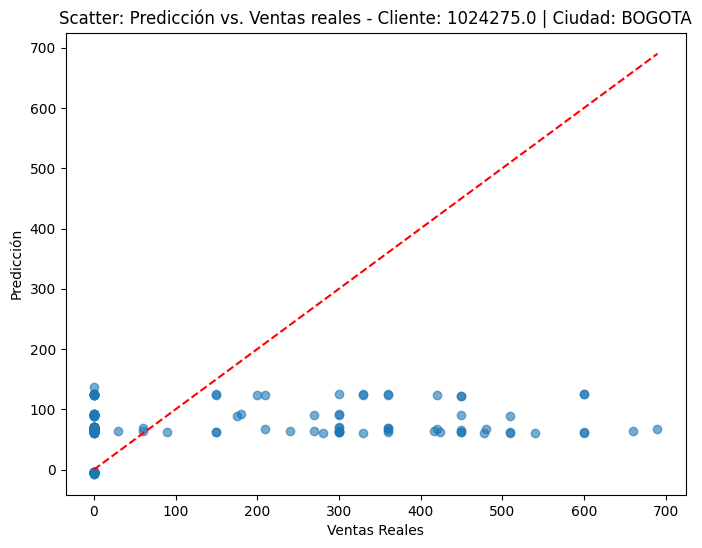 Scatter: Predicción vs. Ventas reales - Cliente: 1024275.0 | Ciudad: BOGOTA
700
600
500
400
300
200
100
0
Predicción
0 100 200 300 400 500 600 700
Ventas Reales